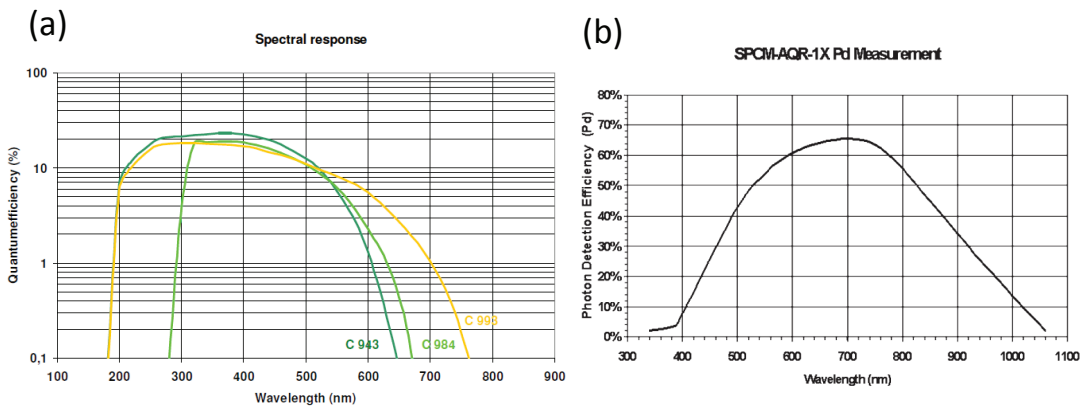 (a)
Spectral response
Quantumefficiency (%)
100
10
1
0,1
C 943
C 984
C 993
100 200 300 400 500 600 700 800 900
Wavelength (nm)
(b)
SPCM-AQR-1X Pd Measurement
Photon Detection Efficiency (Pd)
80%
70%
60%
50%
40%
30%
20%
10%
0%
300 400 500 600 700 800 900 1000 1100
Wavelength (nm)